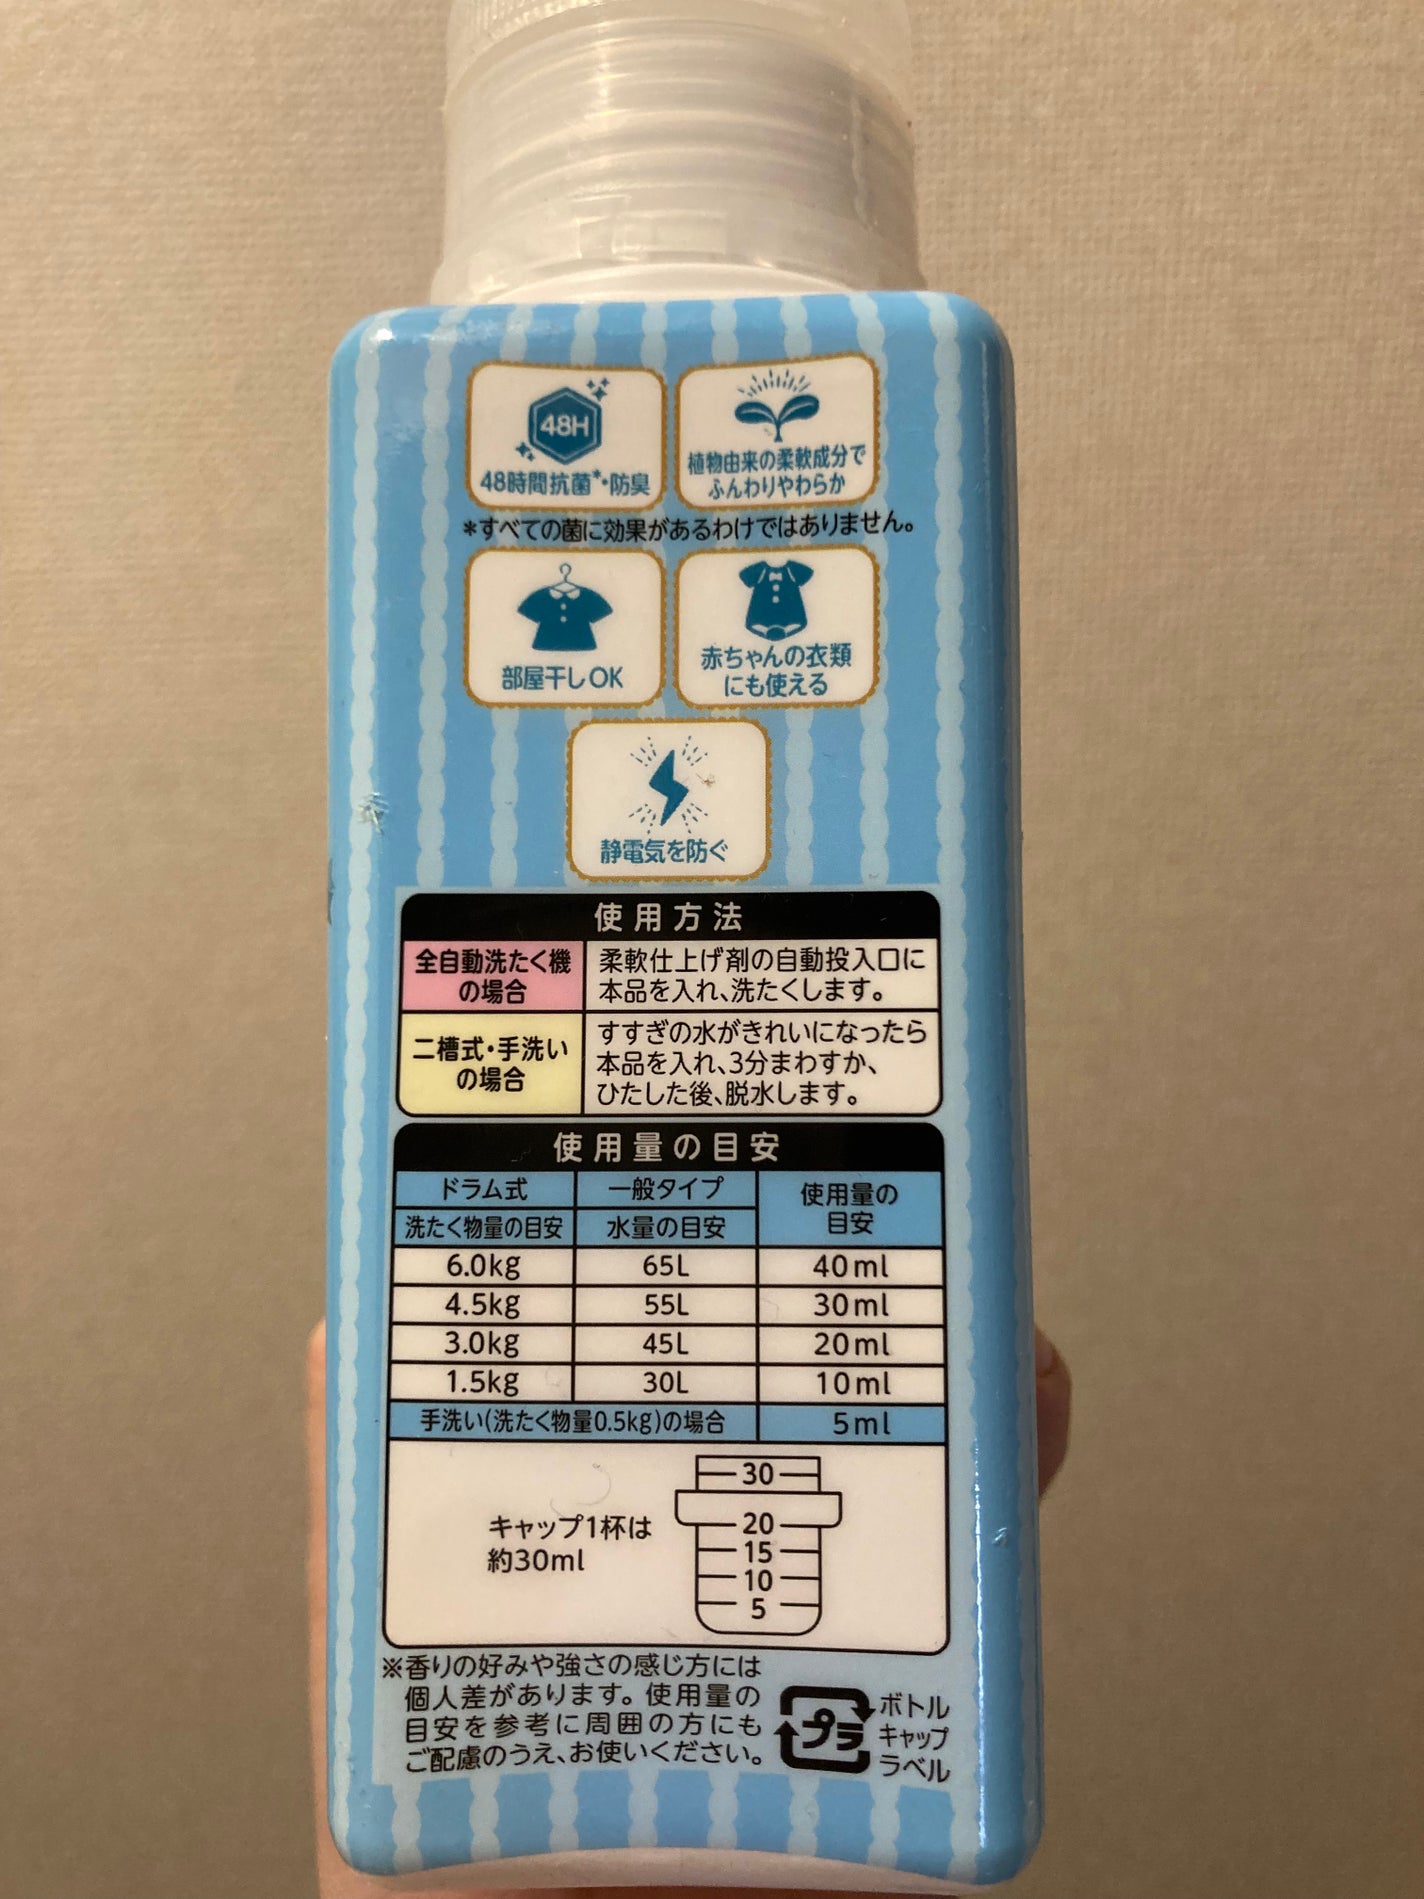 48H
48時間抗菌*・防臭
植物由来の柔軟成分で
ふんわりやわらか
*すべての菌に効果があるわけではありません。
部屋干しOK
赤ちゃんの衣類
にも使える
静電気を防ぐ
使用方法
全自動洗たく機
の場合
柔軟仕上げ剤の自動投入口に
本品を入れ、洗たくします。
二槽式・手洗い
の場合
すすぎの水がきれいになったら
本品を入れ、3分まわすか、
ひたした後、脱水します。
使用量の目安
ドラム式 一般タイプ 使用量の
洗たく物量の目安 水量の目安 目安
6.0kg 65L 40ml
4.5kg 55L 30ml
3.0kg 45L 20ml
1.5kg 30L 10ml
手洗い(洗たく物量0.5kg)の場合 5ml
キャップ1杯は
約30ml
30
20
15
10
5
※香りの好みや強さの感じ方には
個人差があります。使用量の
目安を参考に周囲の方にも
ご配慮のうえ、お使いください。
プラ
ボトル
キャップ
ラベル